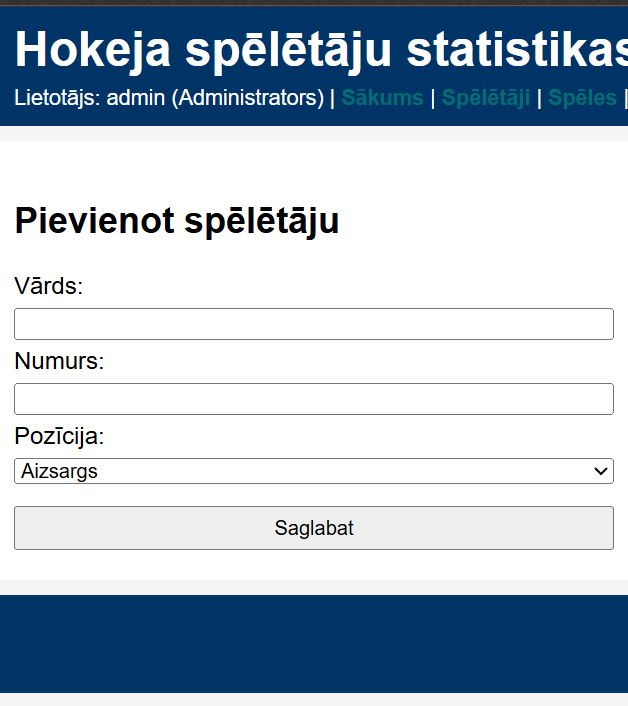 Hokeja spēlētāju statistikas
Lietotājs: admin (Administrators) | Sākums | Spēlētāji | Spēles |
Pievienot spēlētāju
Vārds:
Numurs:
Pozīcija:
Aizsargs
Saglabat